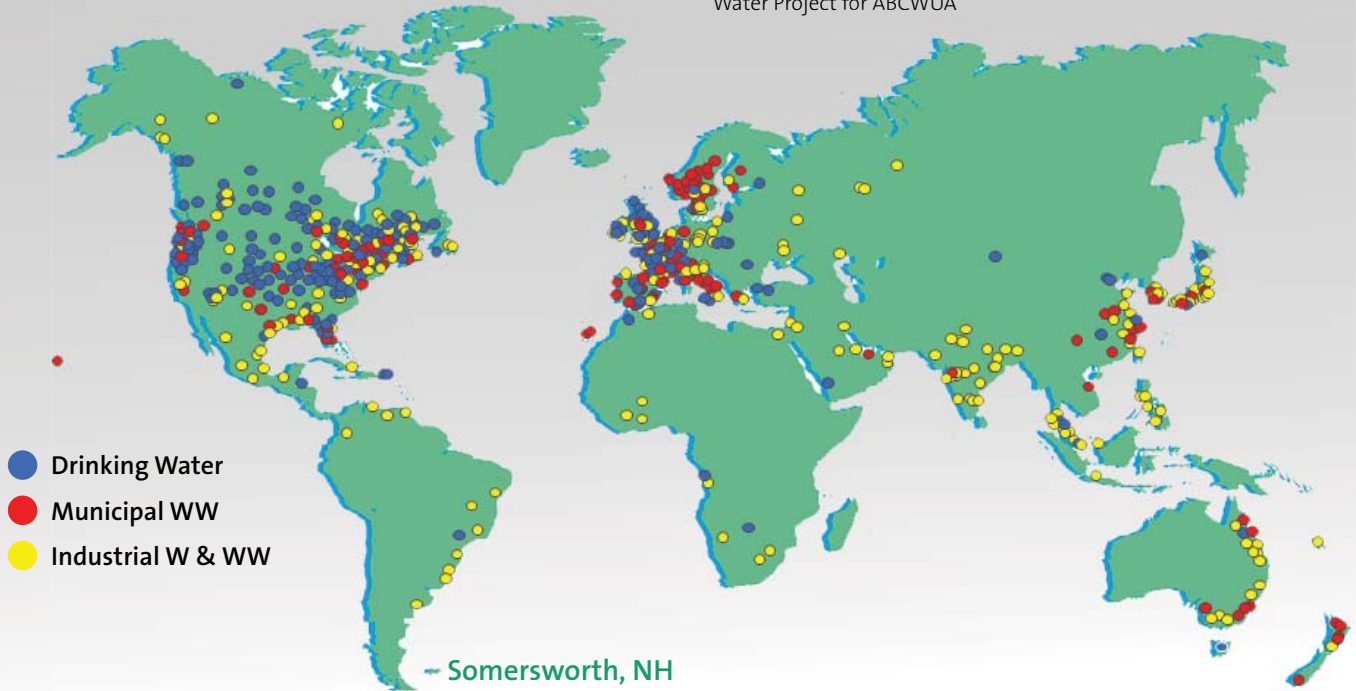 Water Project for ABCWUA
Drinking Water
Municipal WW
Industrial W & WW
Somersworth, NH